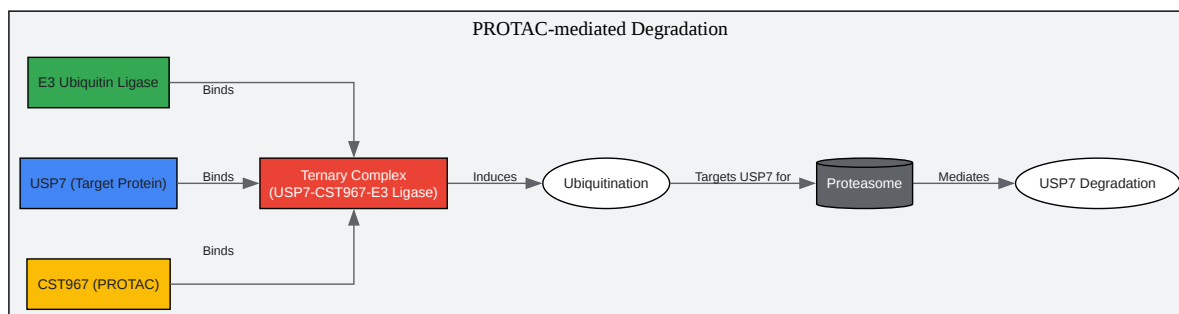 PROTAC-mediated Degradation
E3 Ubiquitin Ligase
Binds
USP7 (Target Protein)
Binds
Ternary Complex
(USP7-CST967-E3 Ligase)
Induces
Ubiquitination
Targets USP7 for
Proteasome
Mediates
USP7 Degradation
Binds
CST967 (PROTAC)